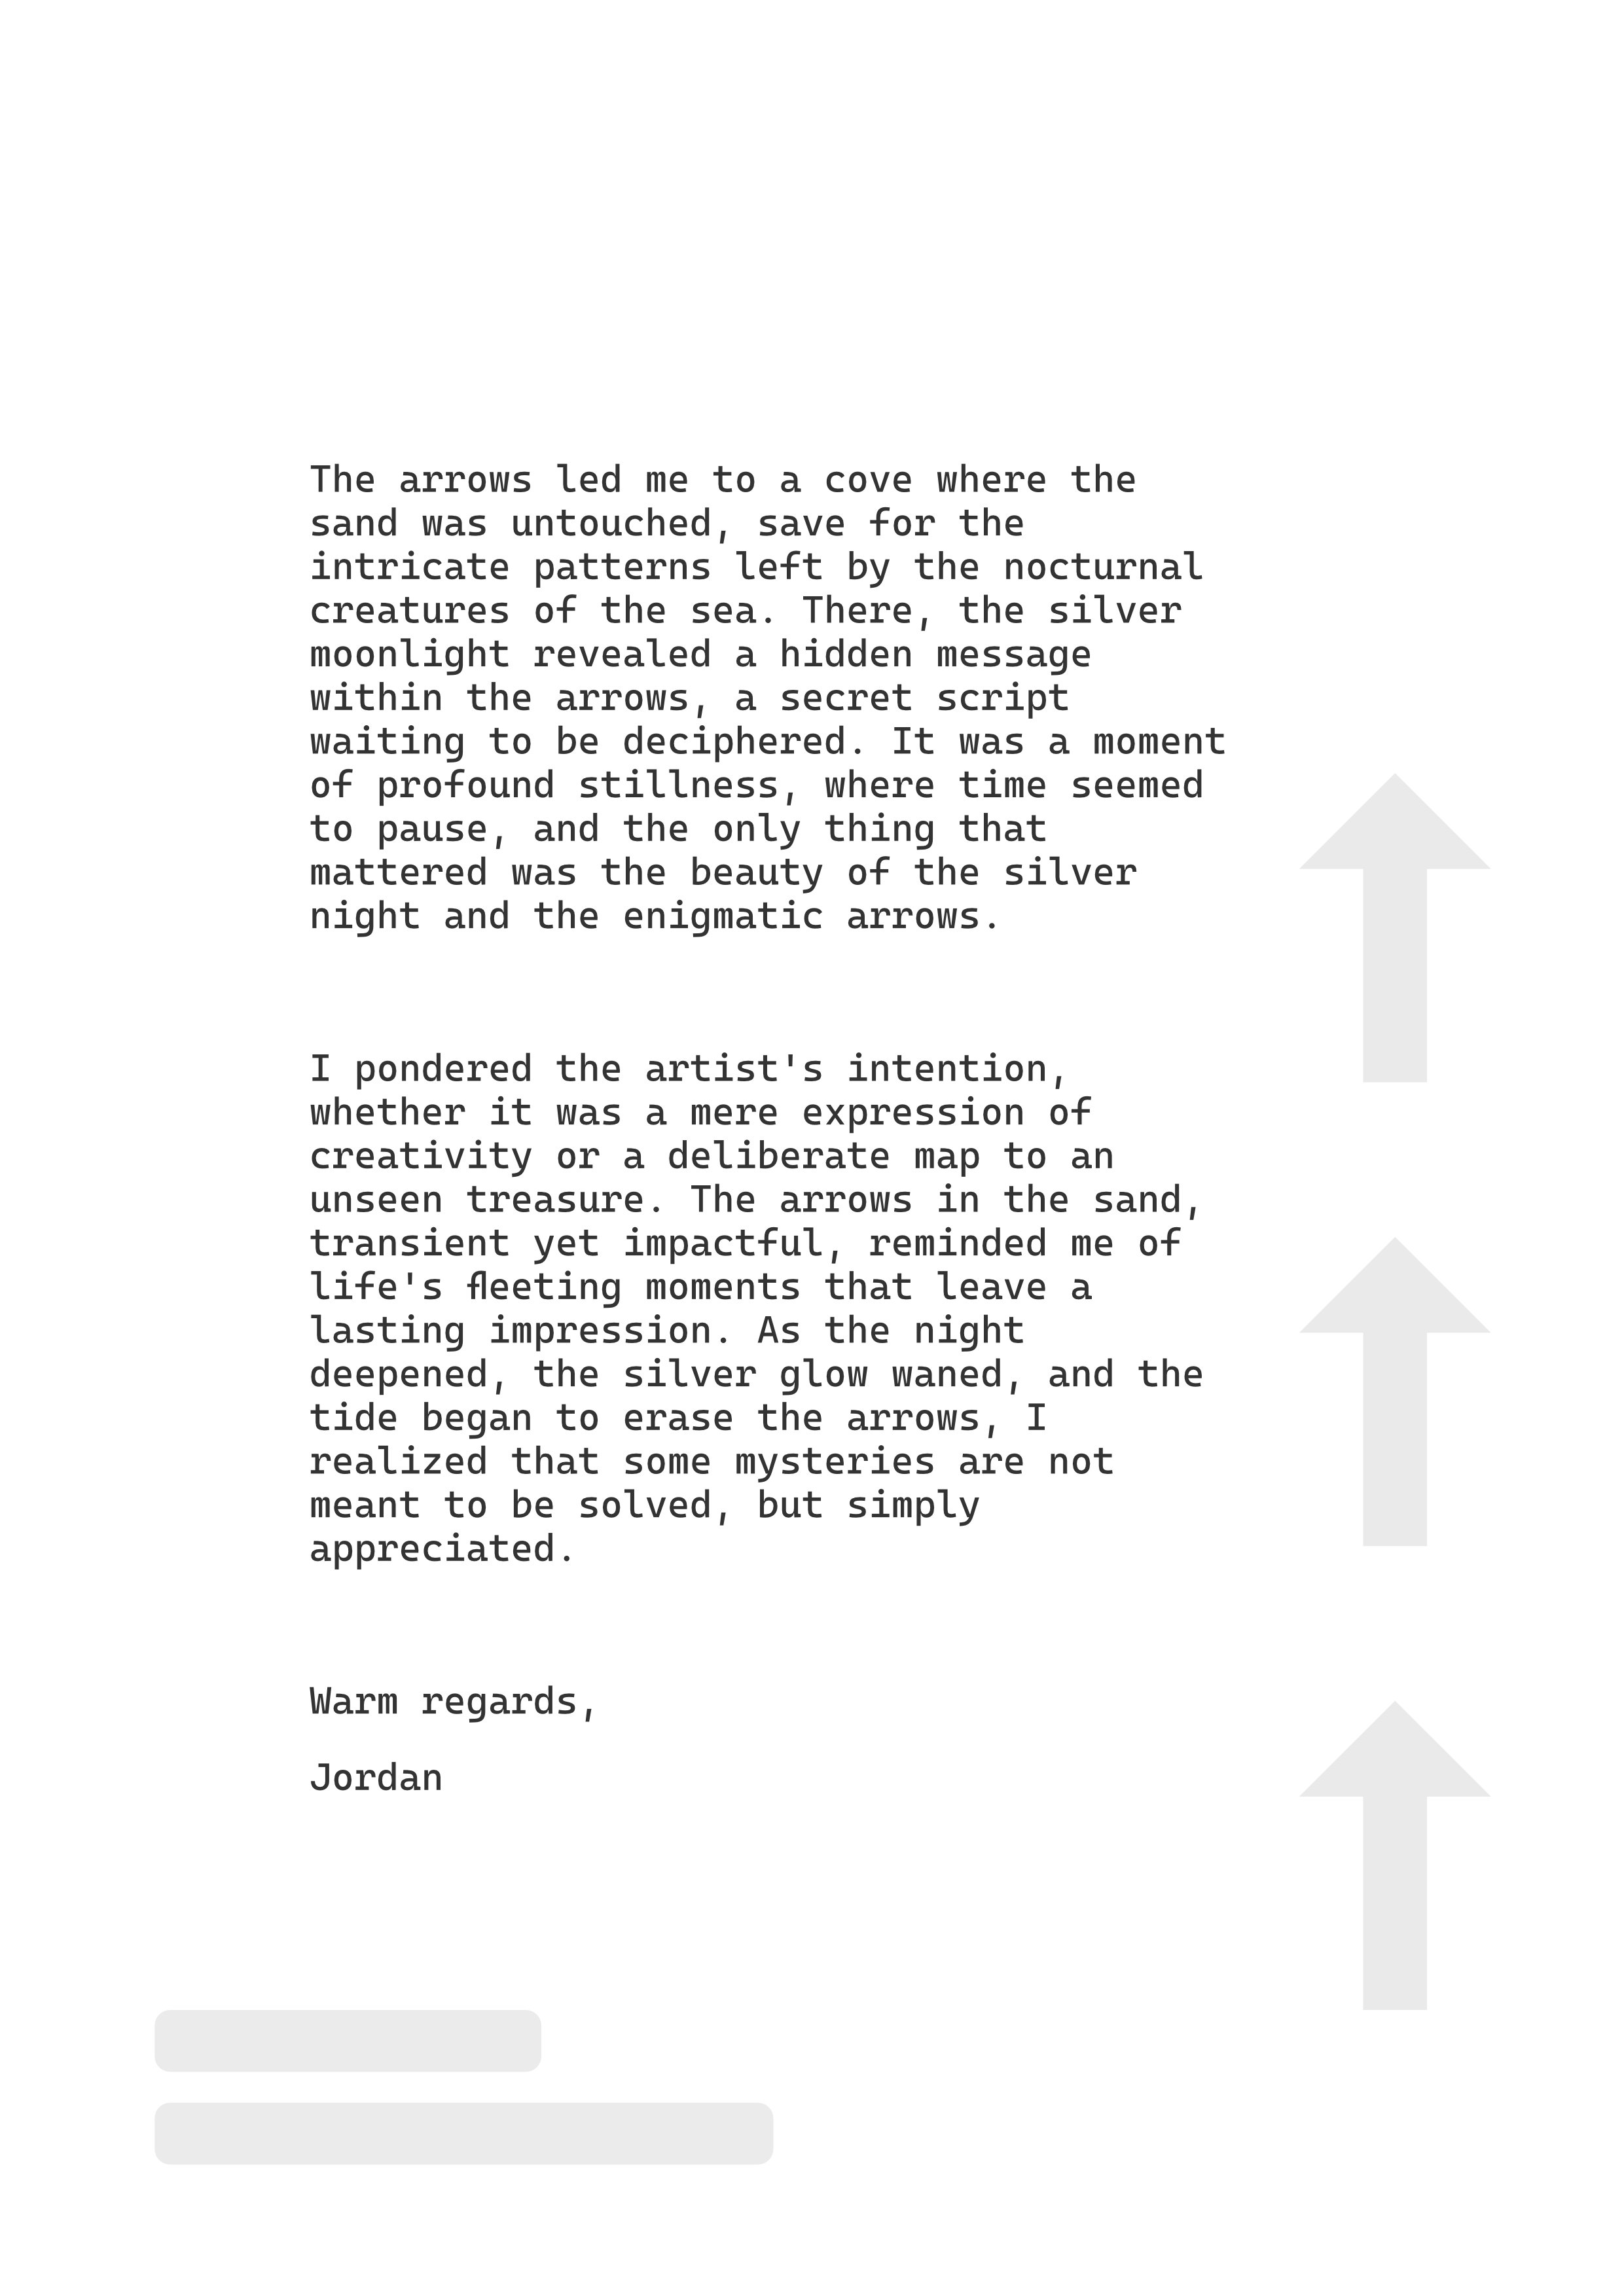 The arrows led me to a cove where the
sand was untouched, save for the
intricate patterns left by the nocturnal
creatures of the sea. There, the silver
moonlight revealed a hidden message
within the arrows, a secret script
waiting to be deciphered. It was a moment
of profound stillness, where time seemed
to pause, and the only thing that
mattered was the beauty of the silver
night and the enigmatic arrows.
I pondered the artist's intention,
whether it was a mere expression of
creativity or a deliberate map to an
unseen treasure. The arrows in the sand,
transient yet impactful, reminded me of
life's fleeting moments that leave a
lasting impression. As the night
deepened, the silver glow waned, and the
tide began to erase the arrows, I
realized that some mysteries are not
meant to be solved, but simply
appreciated.
Warm regards,
Jordan